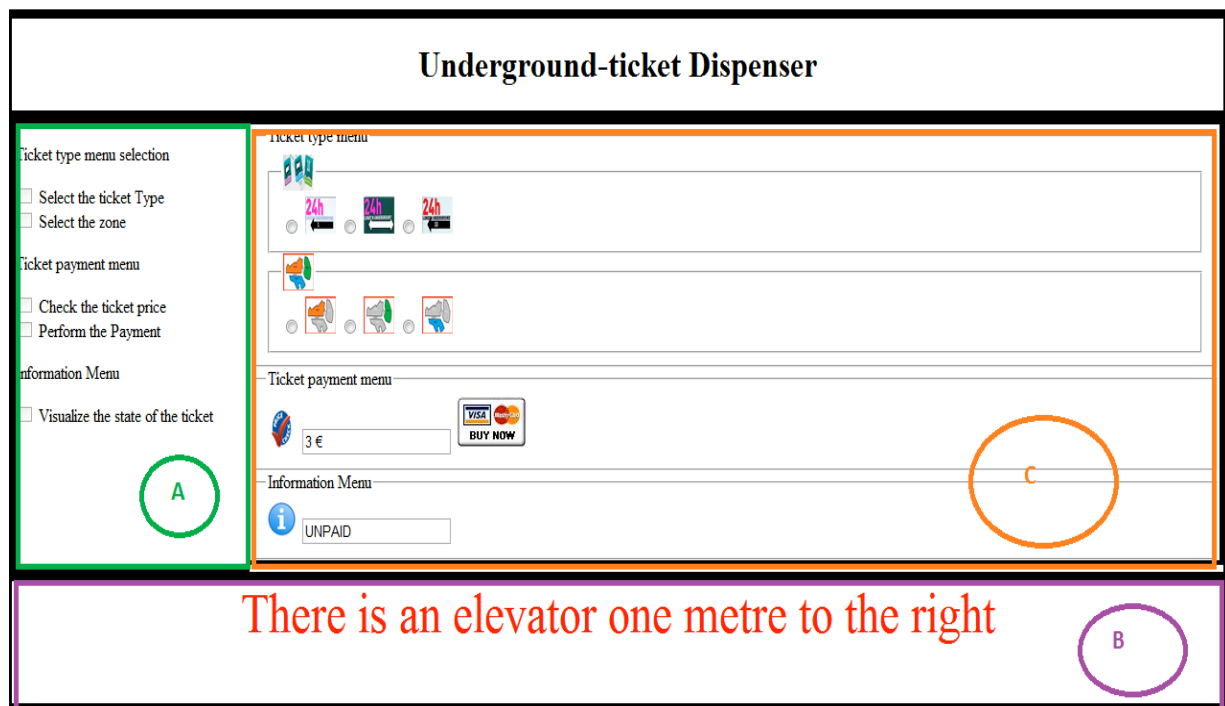 Underground-ticket Dispenser
Ticket type menu selection
Select the ticket Type
Select the zone
Ticket payment menu
Check the ticket price
Perform the Payment
Information Menu
Visualize the state of the ticket
A
Ticket type menu
24h 24h 24h
Ticket payment menu
VISA MasterCard
BUY NOW
3 €
Information Menu
i
UNPAID
C
There is an elevator one metre to the right
B